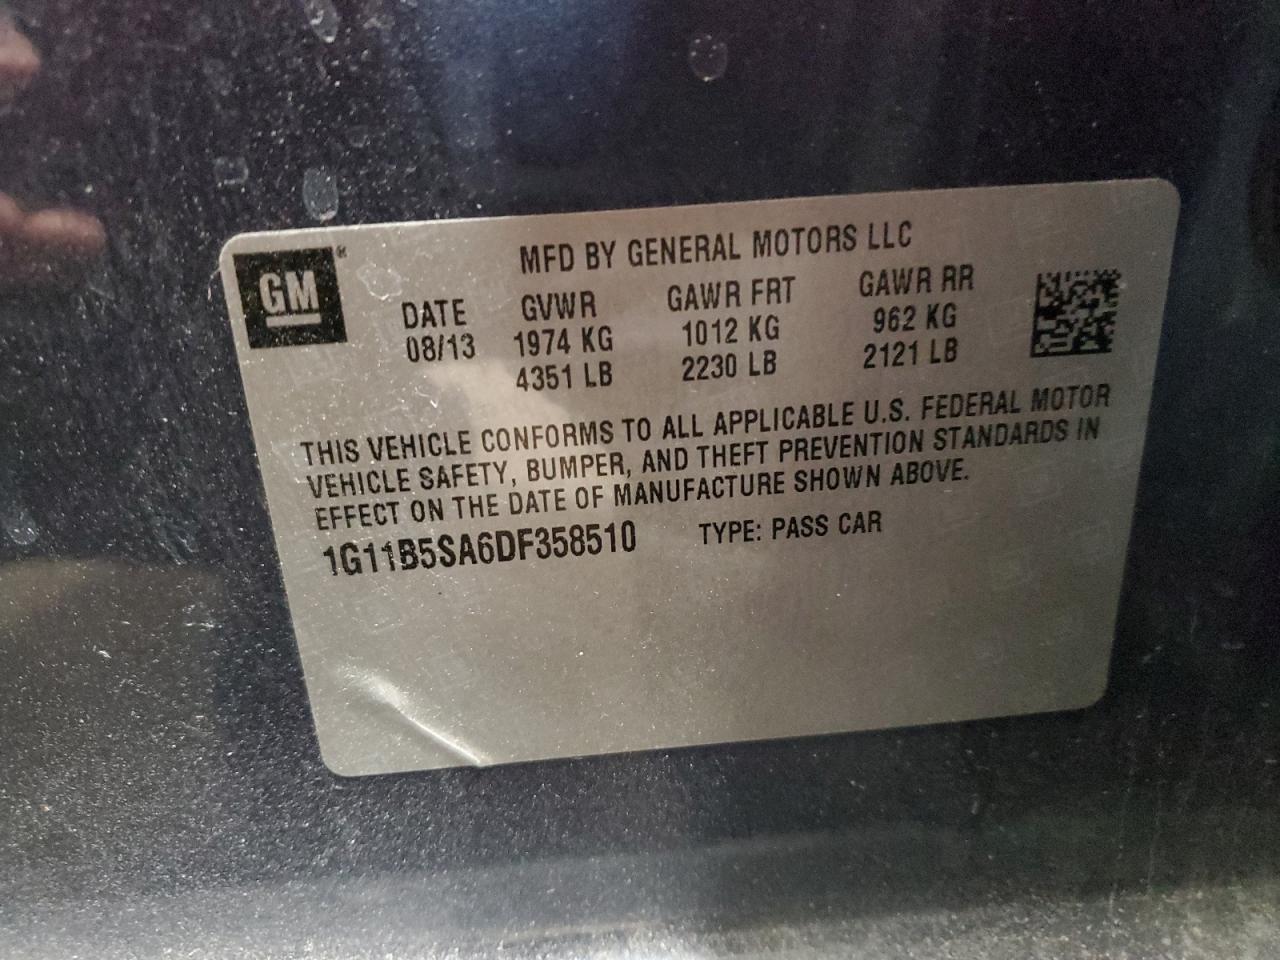 GM®
MFD BY GENERAL MOTORS LLC
DATE GVWR GAWR FRT GAWR RR
08/13 1974 KG 1012 KG 962 KG
4351 LB 2230 LB 2121 LB
THIS VEHICLE CONFORMS TO ALL APPLICABLE U.S. FEDERAL MOTOR
VEHICLE SAFETY, BUMPER, AND THEFT PREVENTION STANDARDS IN
EFFECT ON THE DATE OF MANUFACTURE SHOWN ABOVE.
1G11B5SA6DF358510 TYPE: PASS CAR